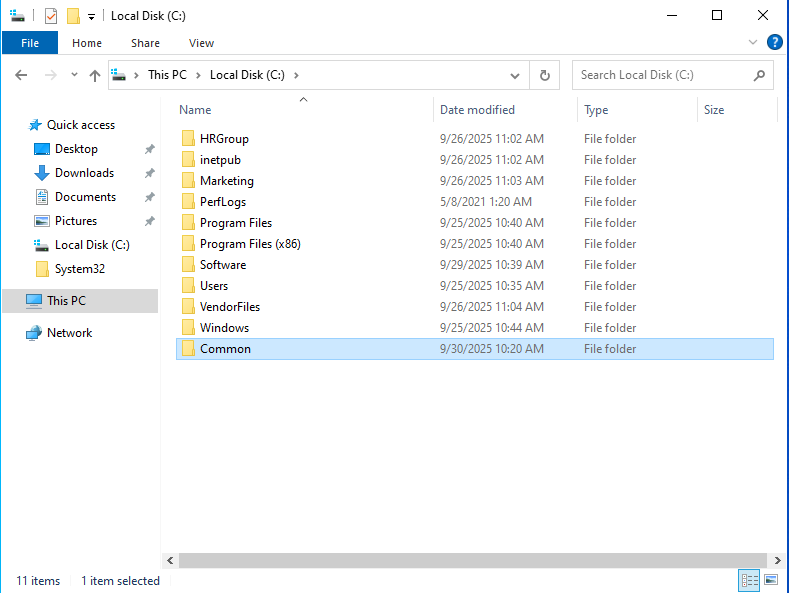 Local Disk (C:)
File Home Share View
This PC Local Disk (C:) Search Local Disk (C:)
Name Date modified Type Size
Quick access
Desktop
Downloads
Documents
Pictures
Local Disk (C:)
System32
This PC
Network
HRGroup 9/26/2025 11:02 AM File folder
inetpub 9/26/2025 11:02 AM File folder
Marketing 9/26/2025 11:03 AM File folder
PerfLogs 5/8/2021 1:20 AM File folder
Program Files 9/25/2025 10:40 AM File folder
Program Files (x86) 9/25/2025 10:40 AM File folder
Software 9/29/2025 10:39 AM File folder
Users 9/25/2025 10:35 AM File folder
VendorFiles 9/26/2025 11:04 AM File folder
Windows 9/25/2025 10:44 AM File folder
Common 9/30/2025 10:20 AM File folder
11 items 1 item selected